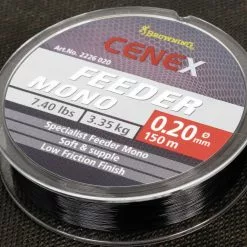 BROWNING
Art.No. 2226 020
CENEX
FEEDER
MONO
7.40 lbs
3.35 kg
0,20 ø mm
150 m
Specialist Feeder Mono
Soft & supple
Low Friction Finish